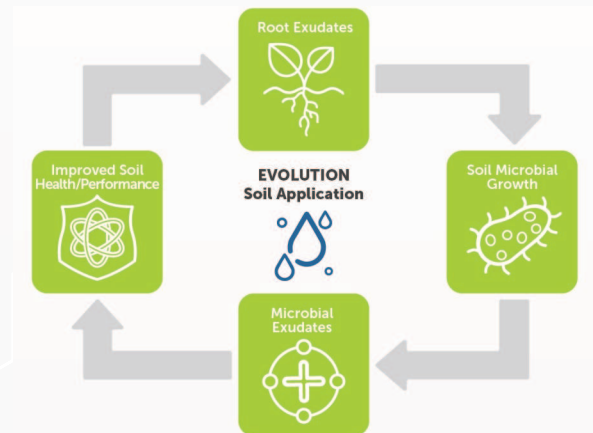 Root Exudates
Improved Soil
Health/Performance
EVOLUTION
Soil Application
Soil Microbial
Growth
Microbial
Exudates